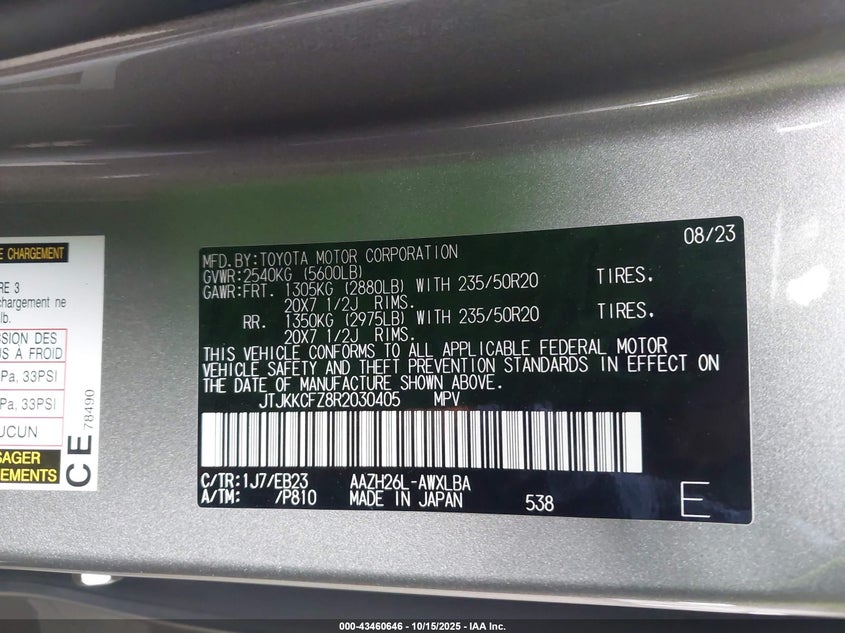 E CHARGEMENT
RE 3
chargement ne
lb.
SSION DES
US A FROID
Pa, 33PSI
Pa, 33PSI
UCUN
SAGER
EMENTS
CE
78490
08/23
MFD.BY:TOYOTA MOTOR CORPORATION
GVWR:2540KG (5600LB)
GAWR:FRT. 1305KG (2880LB) WITH 235/50R20 TIRES,
20X7 1/2J RIMS.
RR. 1350KG (2975LB) WITH 235/50R20 TIRES,
20X7 1/2J RIMS.
THIS VEHICLE CONFORMS TO ALL APPLICABLE FEDERAL MOTOR
VEHICLE SAFETY AND THEFT PREVENTION STANDARDS IN EFFECT ON
THE DATE OF MANUFACTURE SHOWN ABOVE.
JTJKKCFZ8R2030405 MPV
C/TR:1J7/EB23 AAZH26L-AWXLBA
A/TM: /P810 MADE IN JAPAN 538
E
000-43460646 - 10/15/2025 - IAA Inc.